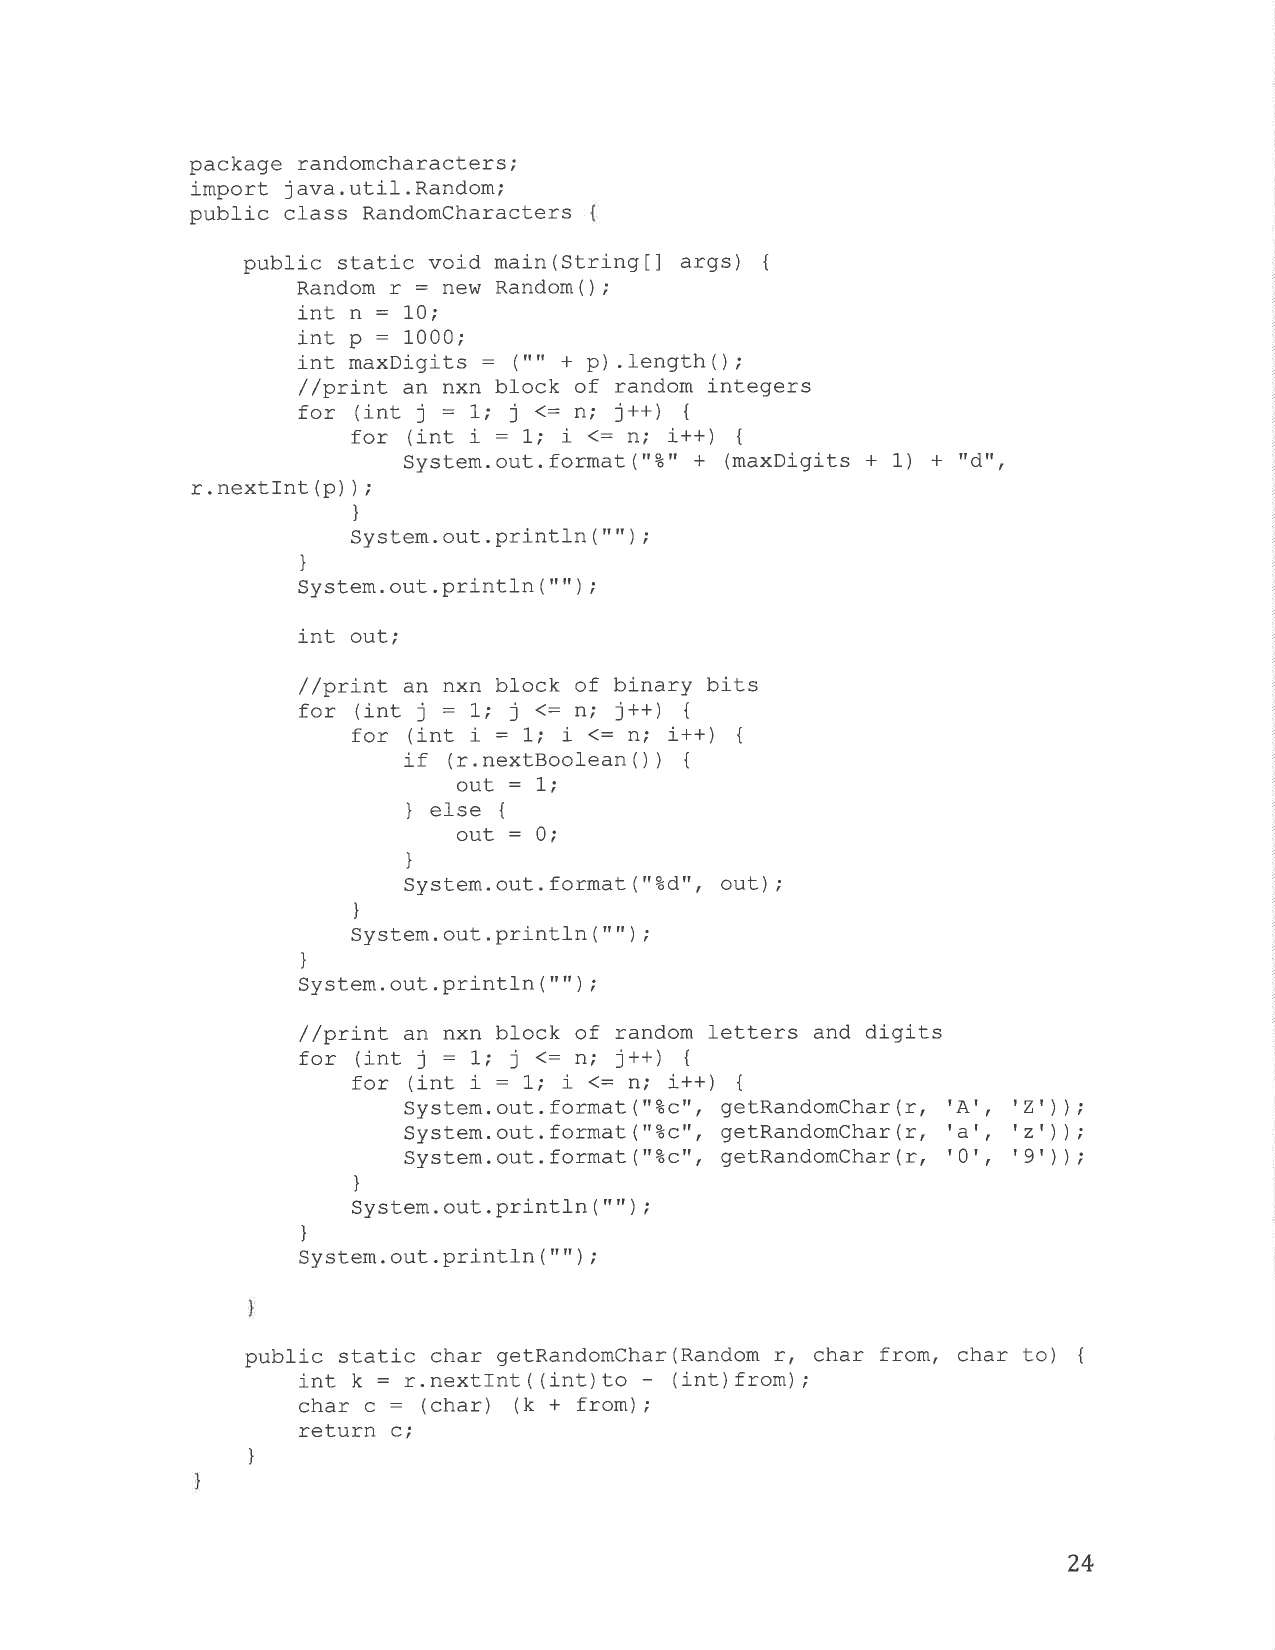 package randomcharacters;
import java.util.Random;
public class RandomCharacters {
public static void main(String[] args) {
Random r = new Random();
int n = 10;
int p = 1000;
int maxDigits = ("" + p).length();
//print an nxn block of random integers
for (int j = 1; j <= n; j++) {
for (int i = 1; i <= n; i++) {
System.out.format("%" + (maxDigits + 1) + "d",
r.nextInt(p));
}
System.out.println("");
}
System.out.println("");
int out;
//print an nxn block of binary bits
for (int j = 1; j <= n; j++) {
for (int i = 1; i <= n; i++) {
if (r.nextBoolean()) {
out = 1;
} else {
out = 0;
}
System.out.format("%d", out);
}
System.out.println("");
}
System.out.println("");
//print an nxn block of random letters and digits
for (int j = 1; j <= n; j++) {
for (int i = 1; i <= n; i++) {
System.out.format("%c", getRandomChar(r, 'A', 'Z'));
System.out.format("%c", getRandomChar(r, 'a', 'z'));
System.out.format("%c", getRandomChar(r, '0', '9'));
}
System.out.println("");
}
System.out.println("");
}
public static char getRandomChar(Random r, char from, char to) {
int k = r.nextInt((int)to - (int)from);
char c = (char) (k + from);
return c;
}
}
24